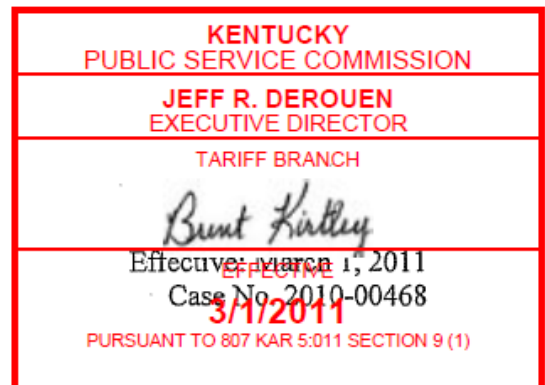 KENTUCKY
PUBLIC SERVICE COMMISSION
JEFF R. DEROUEN
EXECUTIVE DIRECTOR
TARIFF BRANCH
Brent Kirtley
Effective: March 1, 2011
EFFECTIVE
Case No. 2010-00468
3/1/2011
PURSUANT TO 807 KAR 5:011 SECTION 9 (1)